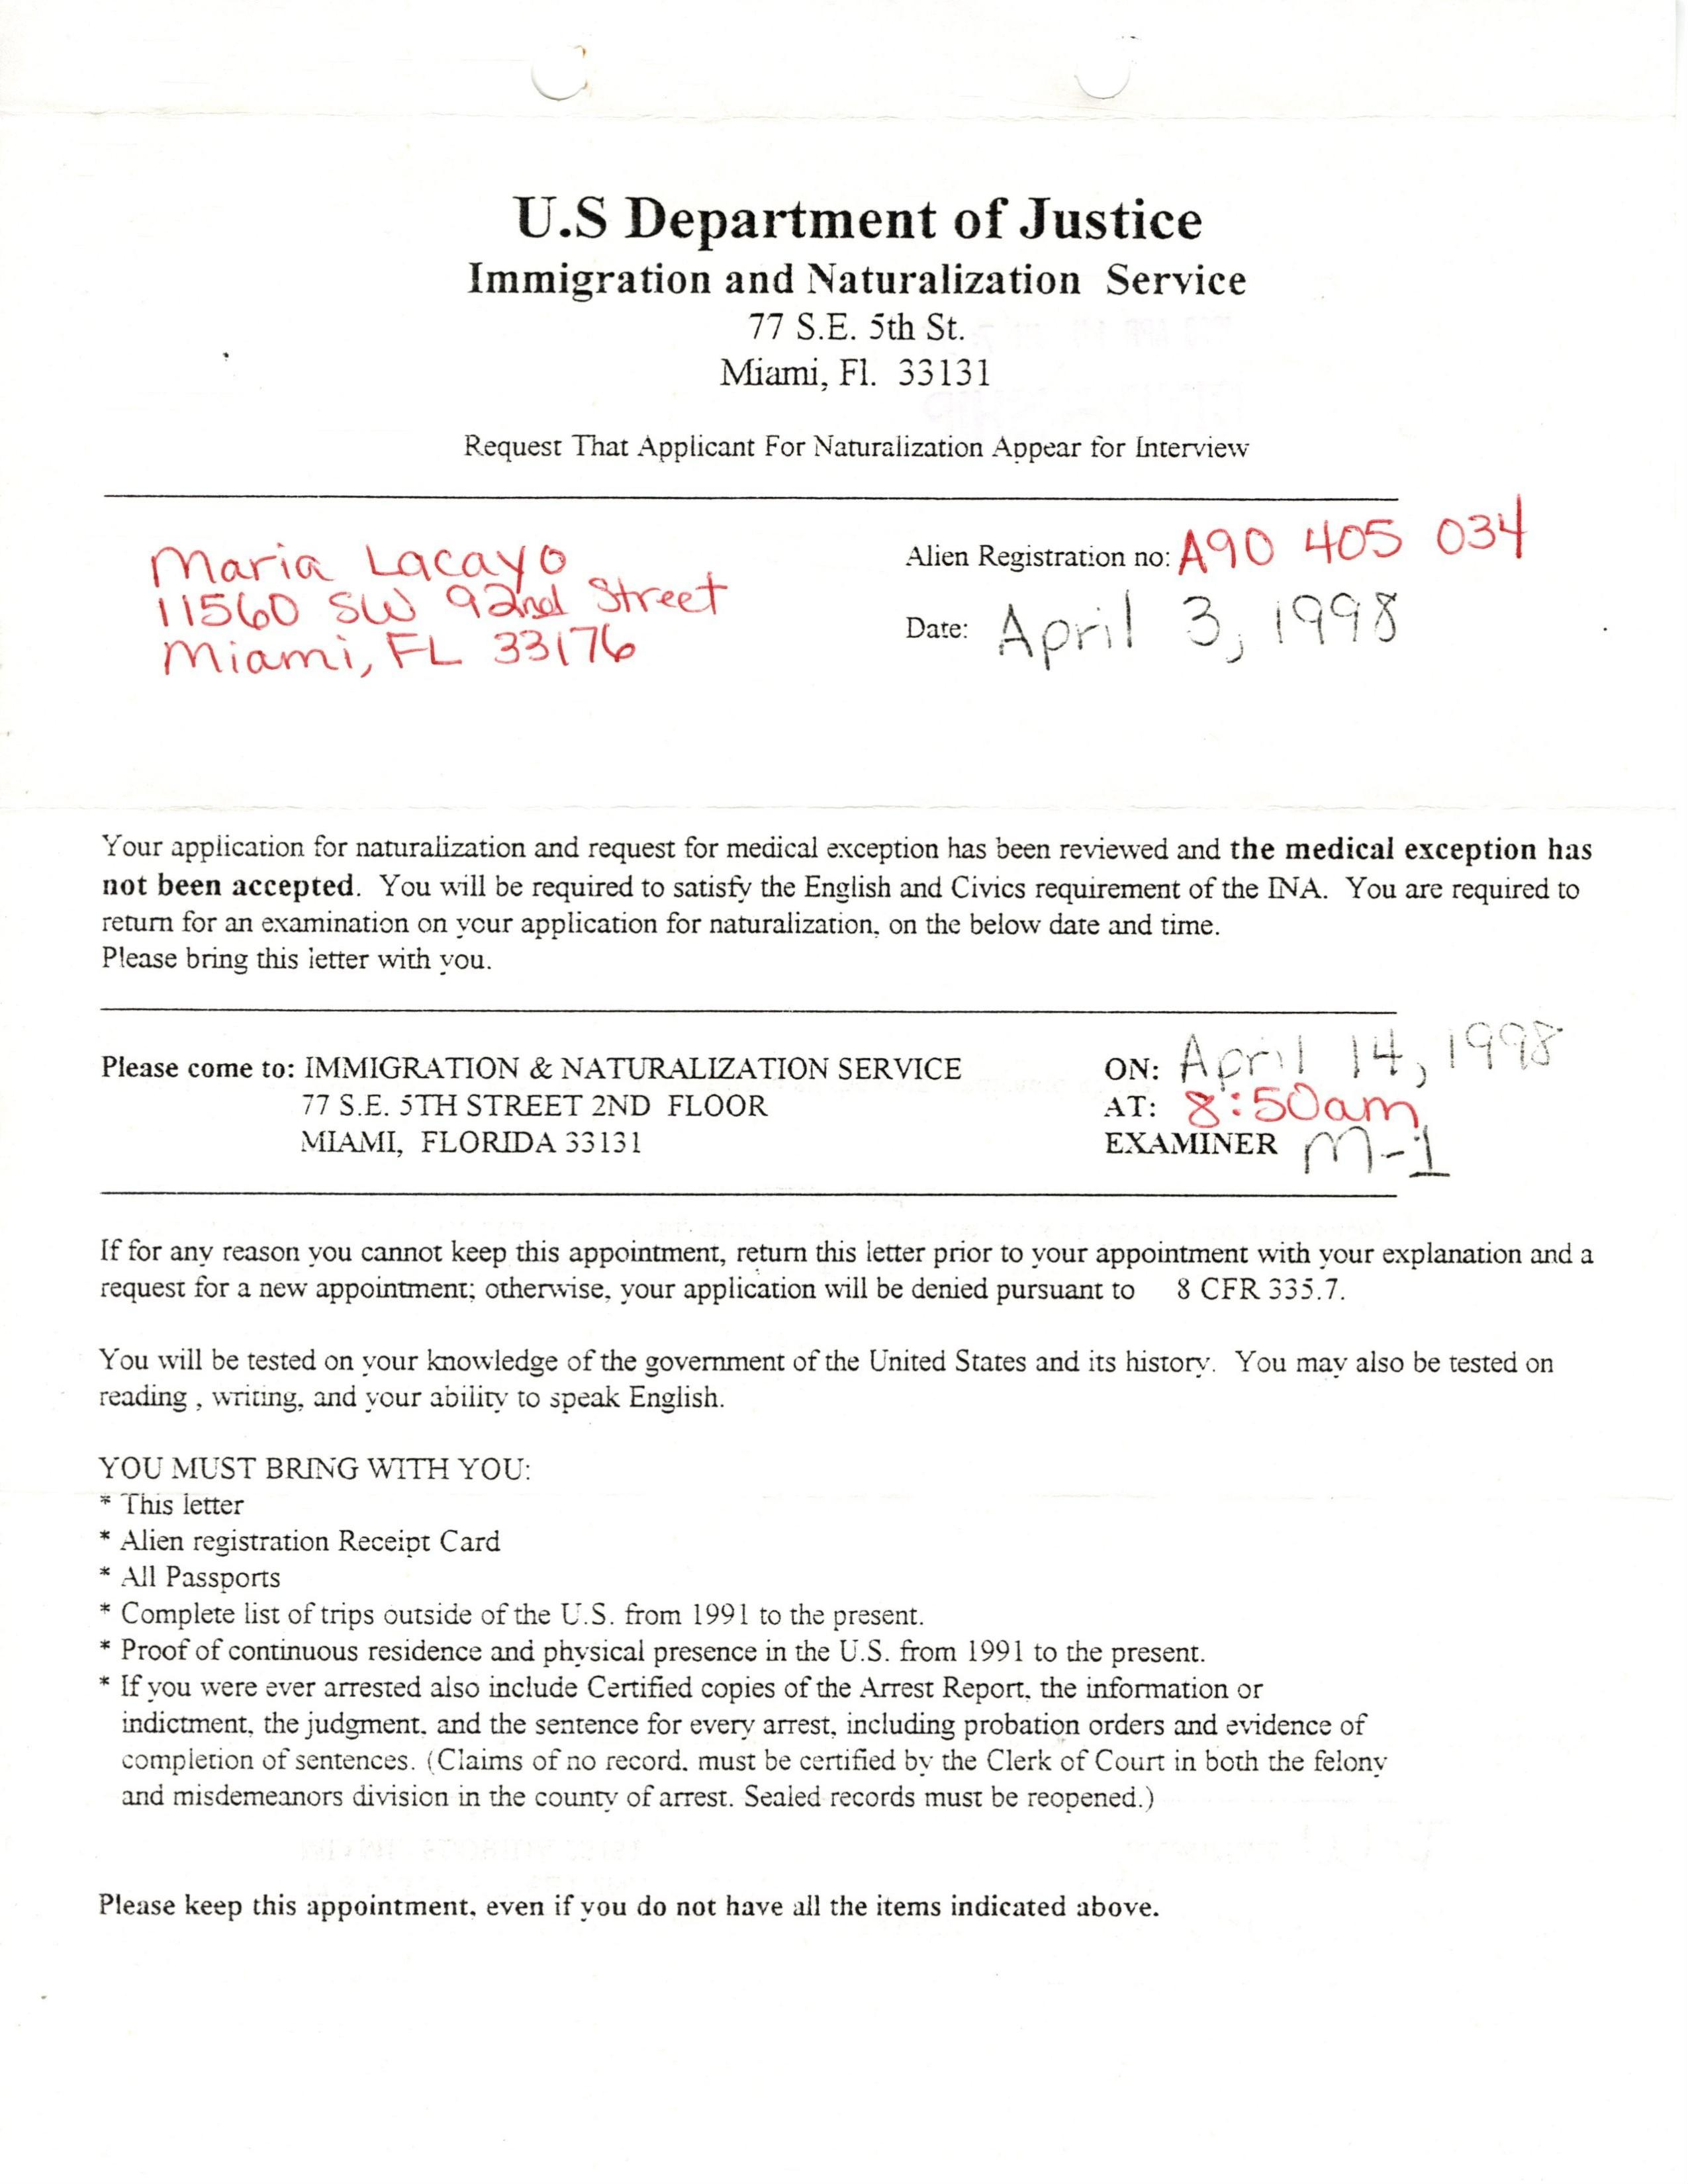 U.S Department of Justice
Immigration and Naturalization Service
77 S.E. 5th St.
Miami, Fl. 33131
Request That Applicant For Naturalization Appear for Interview
Maria Lacayo
11560 SW 92nd Street
Miami, FL 33176
Alien Registration no: A90 405 034
Date: April 3, 1998
Your application for naturalization and request for medical exception has been reviewed and the medical exception has
not been accepted. You will be required to satisfy the English and Civics requirement of the INA. You are required to
return for an examination on your application for naturalization, on the below date and time.
Please bring this letter with you.
Please come to: IMMIGRATION & NATURALIZATION SERVICE
77 S.E. 5TH STREET 2ND FLOOR
MIAMI, FLORIDA 33131
ON: April 14, 1998
AT: 8:50am
EXAMINER M-1
If for any reason you cannot keep this appointment, return this letter prior to your appointment with your explanation and a
request for a new appointment; otherwise, your application will be denied pursuant to 8 CFR 335.7.
You will be tested on your knowledge of the government of the United States and its history. You may also be tested on
reading , writing, and your ability to speak English.
YOU MUST BRING WITH YOU:
* This letter
* Alien registration Receipt Card
* All Passports
* Complete list of trips outside of the U.S. from 1991 to the present.
* Proof of continuous residence and physical presence in the U.S. from 1991 to the present.
* If you were ever arrested also include Certified copies of the Arrest Report, the information or
indictment, the judgment, and the sentence for every arrest, including probation orders and evidence of
completion of sentences. (Claims of no record, must be certified by the Clerk of Court in both the felony
and misdemeanors division in the county of arrest. Sealed records must be reopened.)
Please keep this appointment, even if you do not have all the items indicated above.